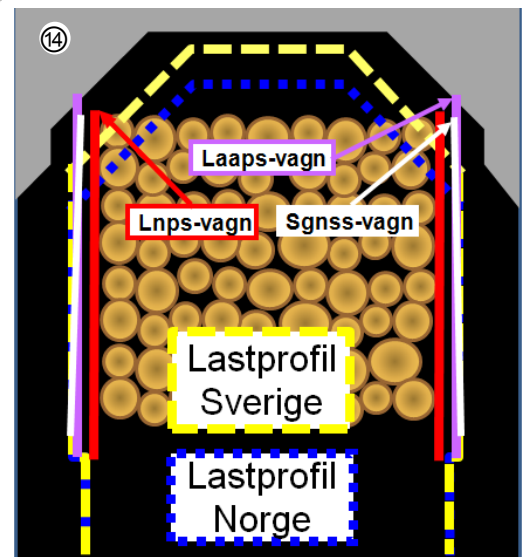 ⑭
Laaps-vagn
Lnps-vagn
Sgnss-vagn
Lastprofil
Sverige
Lastprofil
Norge